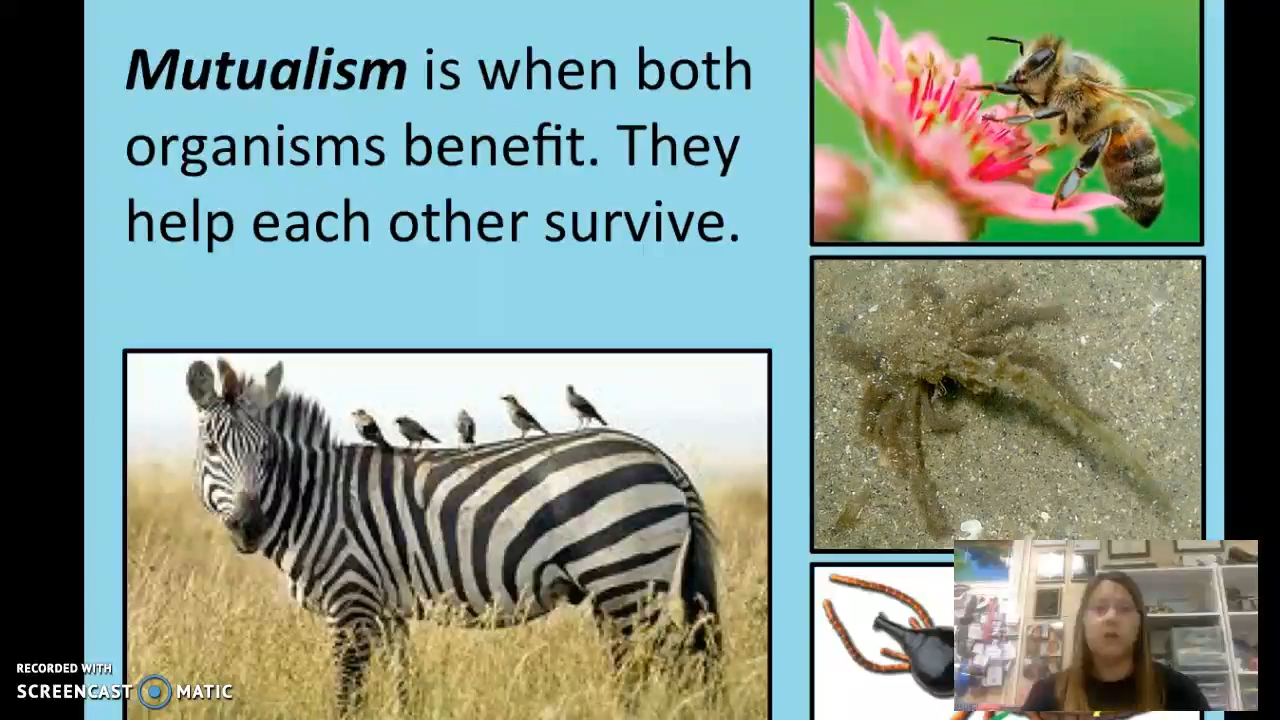 Mutualism is when both
organisms benefit. They
help each other survive.
RECORDED WITH
SCREENCAST MATIC